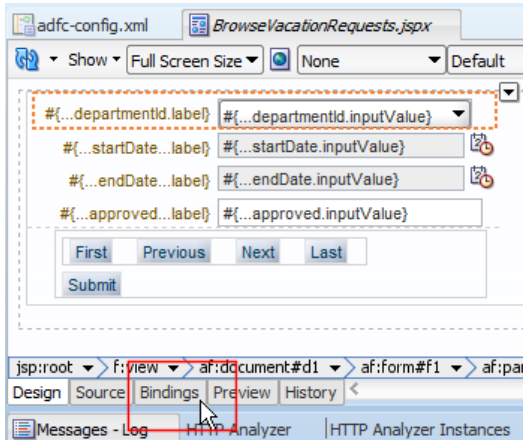 adfc-config.xml BrowseVacationRequests.jspx
Show Full Screen Size None Default
#{...departmentId.label} #{...departmentId.inputValue}
#{...startDate...label} #{...startDate.inputValue}
#{...endDate...label} #{...endDate.inputValue}
#{...approved...label} #{...approved.inputValue}
First Previous Next Last
Submit
jsp:root f:view af:document#d1 af:form#f1 af:pa
Design Source Bindings Preview History
Messages - Log HTTP Analyzer HTTP Analyzer Instances